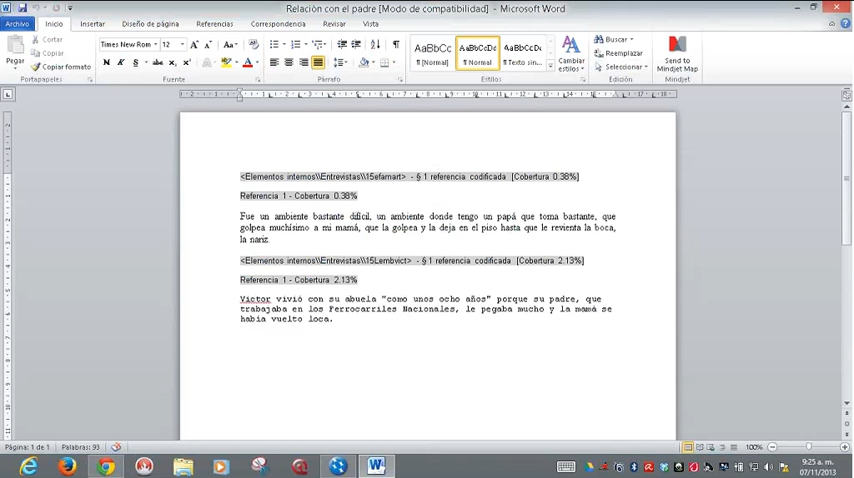 Relación con el padre [Modo de compatibilidad] - Microsoft Word
Archivo Inicio Insertar Diseño de página Referencias Correspondencia Revisar Vista
Pegar
Cortar
Copiar
Copiar formato
Portapapeles
Times New Rom 12
N K S abc x₂ x²
Fuente
Párrafo
AaBbCc AaBbCcDd AaBbCcDc
¶ [Normal] ¶ Normal ¶ Texto sin...
Cambiar estilos
Estilos
Buscar
Reemplazar
Seleccionar
Edición
Send to Mindjet Map
Mindjet
<Elementos internos\\Entrevistas\\15efamart> - § 1 referencia codificada [Cobertura 0.38%]
Referencia 1 - Cobertura 0.38%
Fue un ambiente bastante difícil, un ambiente donde tengo un papá que toma bastante, que
golpea muchísimo a mi mamá, que la golpea y la deja en el piso hasta que le revienta la boca,
la nariz
<Elementos internos\\Entrevistas\\15Lembvict> - § 1 referencia codificada [Cobertura 2.13%]
Referencia 1 - Cobertura 2.13%
Víctor vivió con su abuela "como unos ocho años" porque su padre, que
trabajaba en los Ferrocarriles Nacionales, le pegaba mucho y la mamá se
había vuelto loca.
Página: 1 de 1 Palabras: 93 100%
9:25 a. m.
07/11/2013